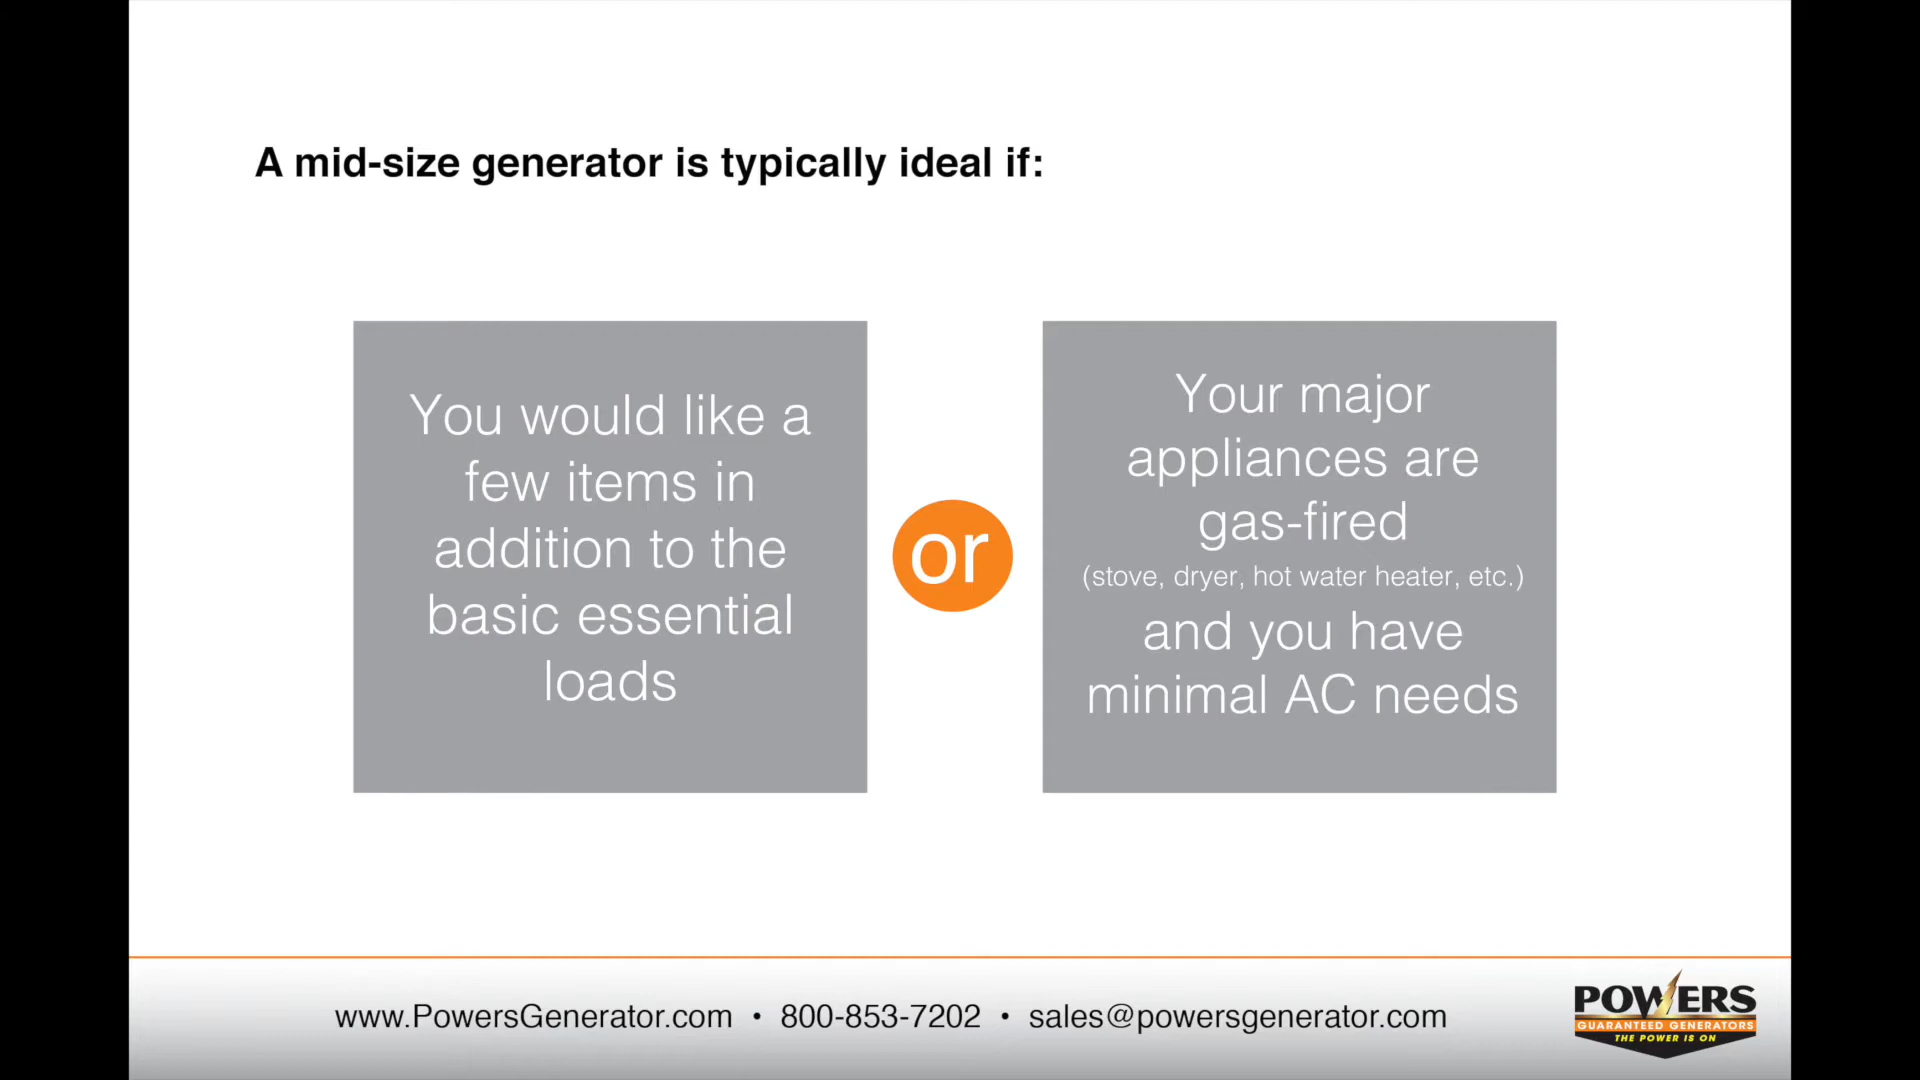 A mid-size generator is typically ideal if:
You would like a
few items in
addition to the
basic essential
loads
or
Your major
appliances are
gas-fired
(stove, dryer, hot water heater, etc.)
and you have
minimal AC needs
www.PowersGenerator.com • 800-853-7202 • sales@powersgenerator.com
POWERS
GUARANTEED GENERATORS
THE POWER IS ON